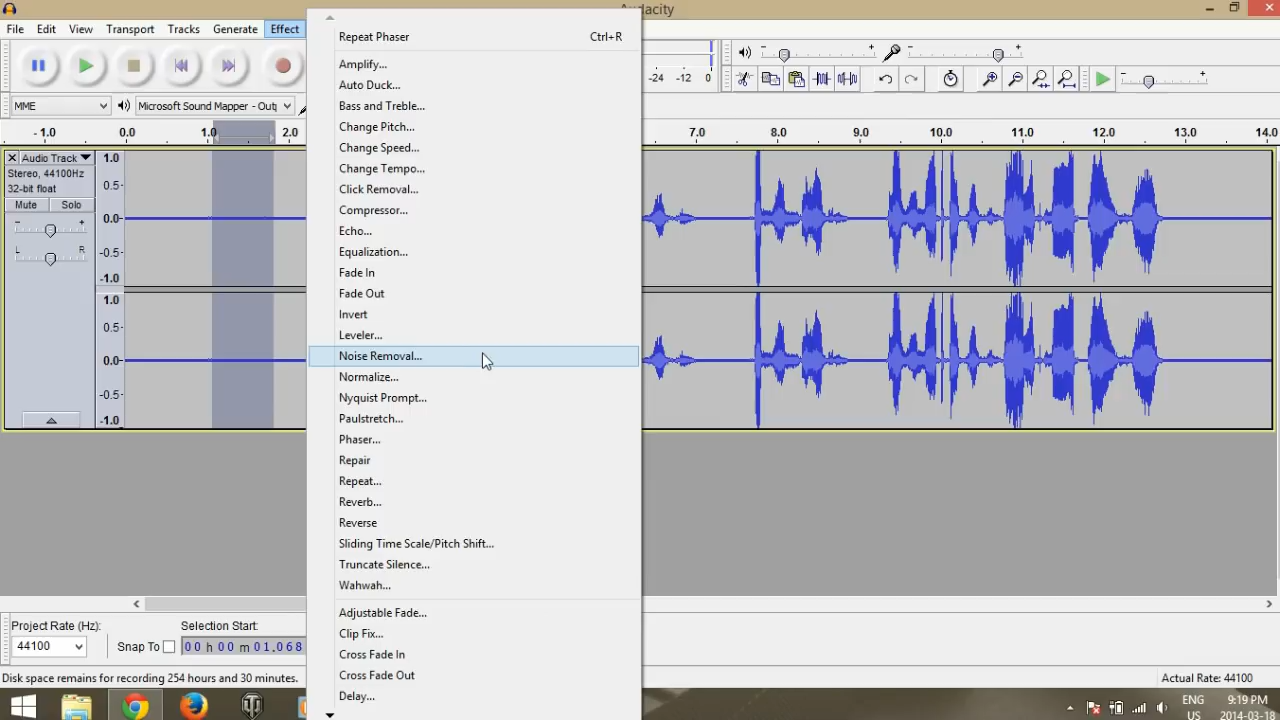 Audacity
File Edit View Transport Tracks Generate Effect
Repeat Phaser Ctrl+R
Amplify...
Auto Duck...
Bass and Treble...
Change Pitch...
Change Speed...
Change Tempo...
Click Removal...
Compressor...
Echo...
Equalization...
Fade In
Fade Out
Invert
Leveler...
Noise Removal...
Normalize...
Nyquist Prompt...
Paulstretch...
Phaser...
Repair
Repeat...
Reverb...
Reverse
Sliding Time Scale/Pitch Shift...
Truncate Silence...
Wahwah...
Adjustable Fade...
Clip Fix...
Cross Fade In
Cross Fade Out
Delay...
-24 -12 0
MME Microsoft Sound Mapper - Outp
- 1.0 0.0 1.0 2.0 7.0 8.0 9.0 10.0 11.0 12.0 13.0 14.0
Audio Track 1.0
Stereo, 44100Hz
32-bit float
0.5-
Mute Solo
0.0-
- +
L R
-0.5-
-1.0
1.0
0.5-
0.0-
-0.5-
-1.0
Project Rate (Hz): Selection Start:
44100 Snap To 00 h 00 m 01.068
Disk space remains for recording 254 hours and 30 minutes. Actual Rate: 44100
ENG 9:19 PM
US 2014-03-18